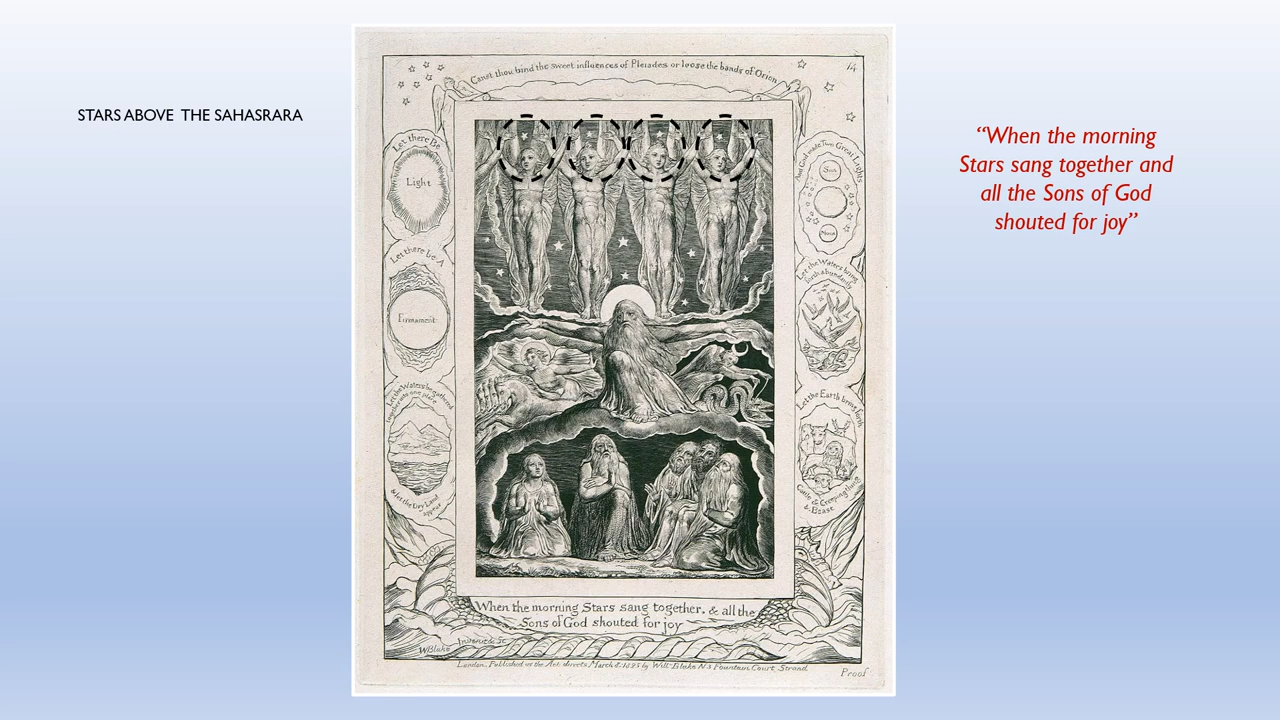 STARS ABOVE THE SAHASRARA
“When the morning
Stars sang together and
all the Sons of God
shouted for joy”
14
Canst thou bind the sweet influences of Pleiades or loose the bands of Orion
Let there Be
Light
Let there be A
Firmament
Let the Waters be gathered
together into one place
& let the Dry Land
appear
And God made Two Great Lights
Sun
Moon
Let the Waters bring
forth abundantly
Let the Earth bring forth
Cattle & Creeping thing
& Beast
When the morning Stars sang together, & all the
Sons of God shouted for joy
WBlake
London. Published as the Act directs March 8. 1825 by Will Blake N 3 Fountain Court Strand
Proof